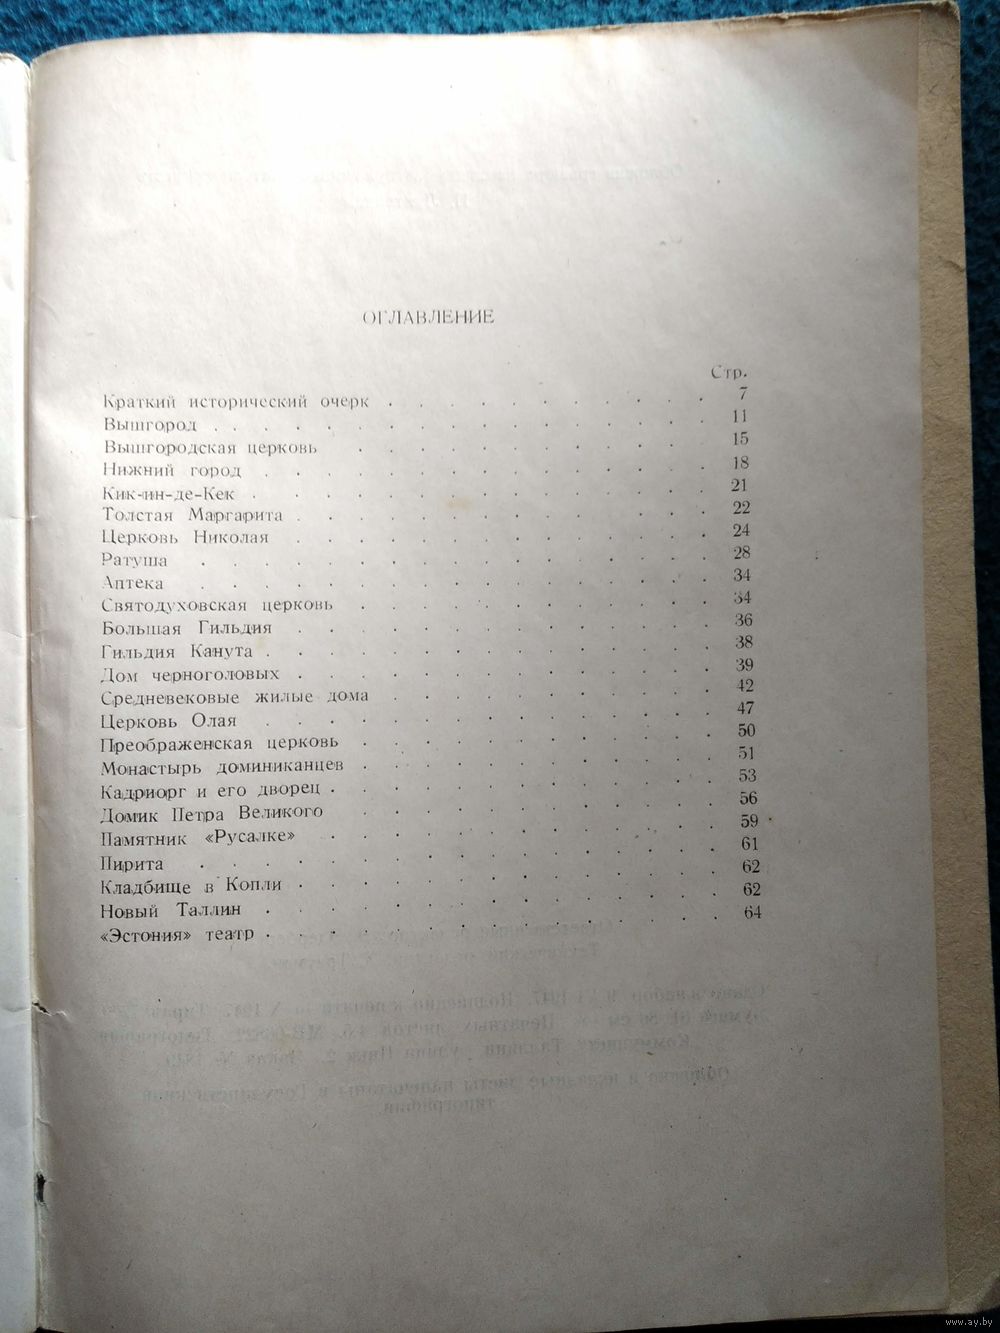 ОГЛАВЛЕНИЕ
Стр.
Краткий исторический очерк . . . . . . . . . . . 7
Вышгород . . . . . . . . . . . . . . . 11
Вышгородская церковь . . . . . . . . . . . 15
Нижний город . . . . . . . . . . . . . . 18
Кик-ин-де-Кек . . . . . . . . . . . . . . 21
Толстая Маргарита . . . . . . . . . . . . . 22
Церковь Николая . . . . . . . . . . . . . 24
Ратуша . . . . . . . . . . . . . . . . 28
Аптека . . . . . . . . . . . . . . . . 34
Святодуховская церковь . . . . . . . . . . . 34
Большая Гильдия . . . . . . . . . . . . . 36
Гильдия Канута . . . . . . . . . . . . . . 38
Дом черноголовых . . . . . . . . . . . . . 39
Средневековые жилые дома . . . . . . . . . . 42
Церковь Олая . . . . . . . . . . . . . . 47
Преображенская церковь . . . . . . . . . . . 50
Монастырь доминиканцев . . . . . . . . . . . 51
Кадриорг и его дворец . . . . . . . . . . . . 53
Домик Петра Великого . . . . . . . . . . . 56
Памятник «Русалке» . . . . . . . . . . . . 59
Пирита . . . . . . . . . . . . . . . . 61
Кладбище в Копли . . . . . . . . . . . . . 62
Новый Таллин . . . . . . . . . . . . . . 62
«Эстония» театр . . . . . . . . . . . . . . 64
www.ay.by